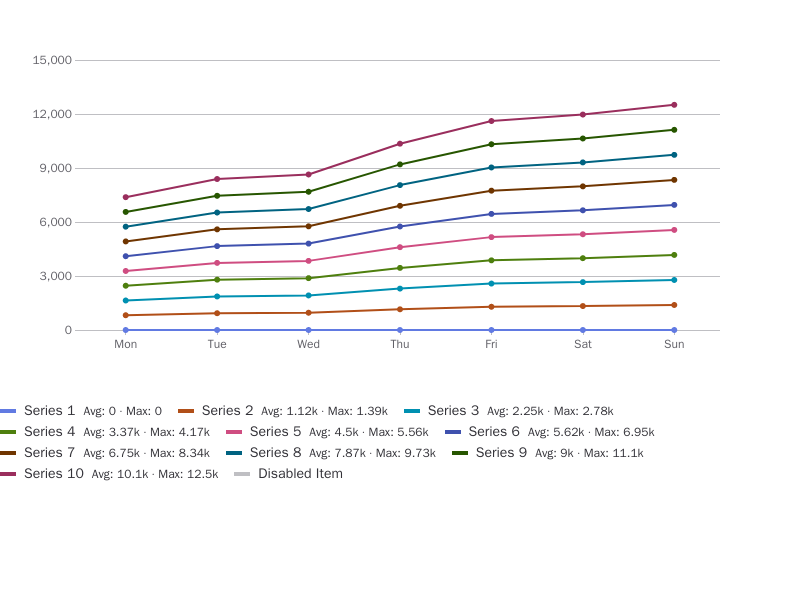 15,000
12,000
9,000
6,000
3,000
0
Mon Tue Wed Thu Fri Sat Sun
Series 1 Avg: 0 · Max: 0 Series 2 Avg: 1.12k · Max: 1.39k Series 3 Avg: 2.25k · Max: 2.78k
Series 4 Avg: 3.37k · Max: 4.17k Series 5 Avg: 4.5k · Max: 5.56k Series 6 Avg: 5.62k · Max: 6.95k
Series 7 Avg: 6.75k · Max: 8.34k Series 8 Avg: 7.87k · Max: 9.73k Series 9 Avg: 9k · Max: 11.1k
Series 10 Avg: 10.1k · Max: 12.5k Disabled Item